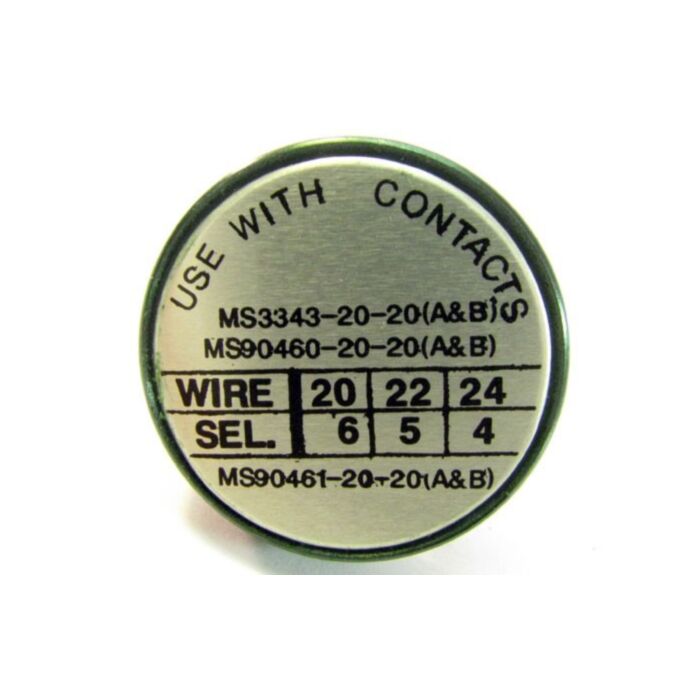 USE WITH CONTACTS
MS3343-20-20(A&B)
MS90460-20-20(A&B)
WIRE 20 22 24
SEL. 6 5 4
MS90461-20-20(A&B)